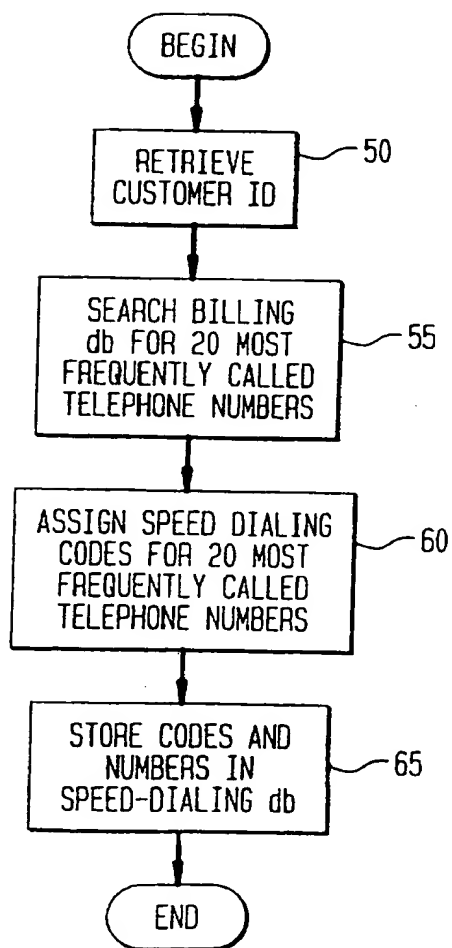 BEGIN
RETRIEVE
CUSTOMER ID
50
SEARCH BILLING
db FOR 20 MOST
FREQUENTLY CALLED
TELEPHONE NUMBERS
55
ASSIGN SPEED DIALING
CODES FOR 20 MOST
FREQUENTLY CALLED
TELEPHONE NUMBERS
60
STORE CODES AND
NUMBERS IN
SPEED-DIALING db
65
END